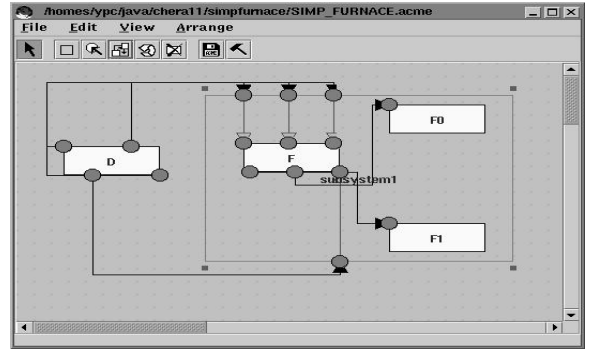 /homes/ypc/java/chera11/simpfurnace/SIMP_FURNACE.acme
File Edit View Arrange
F0
D
F
subsystem1
F1